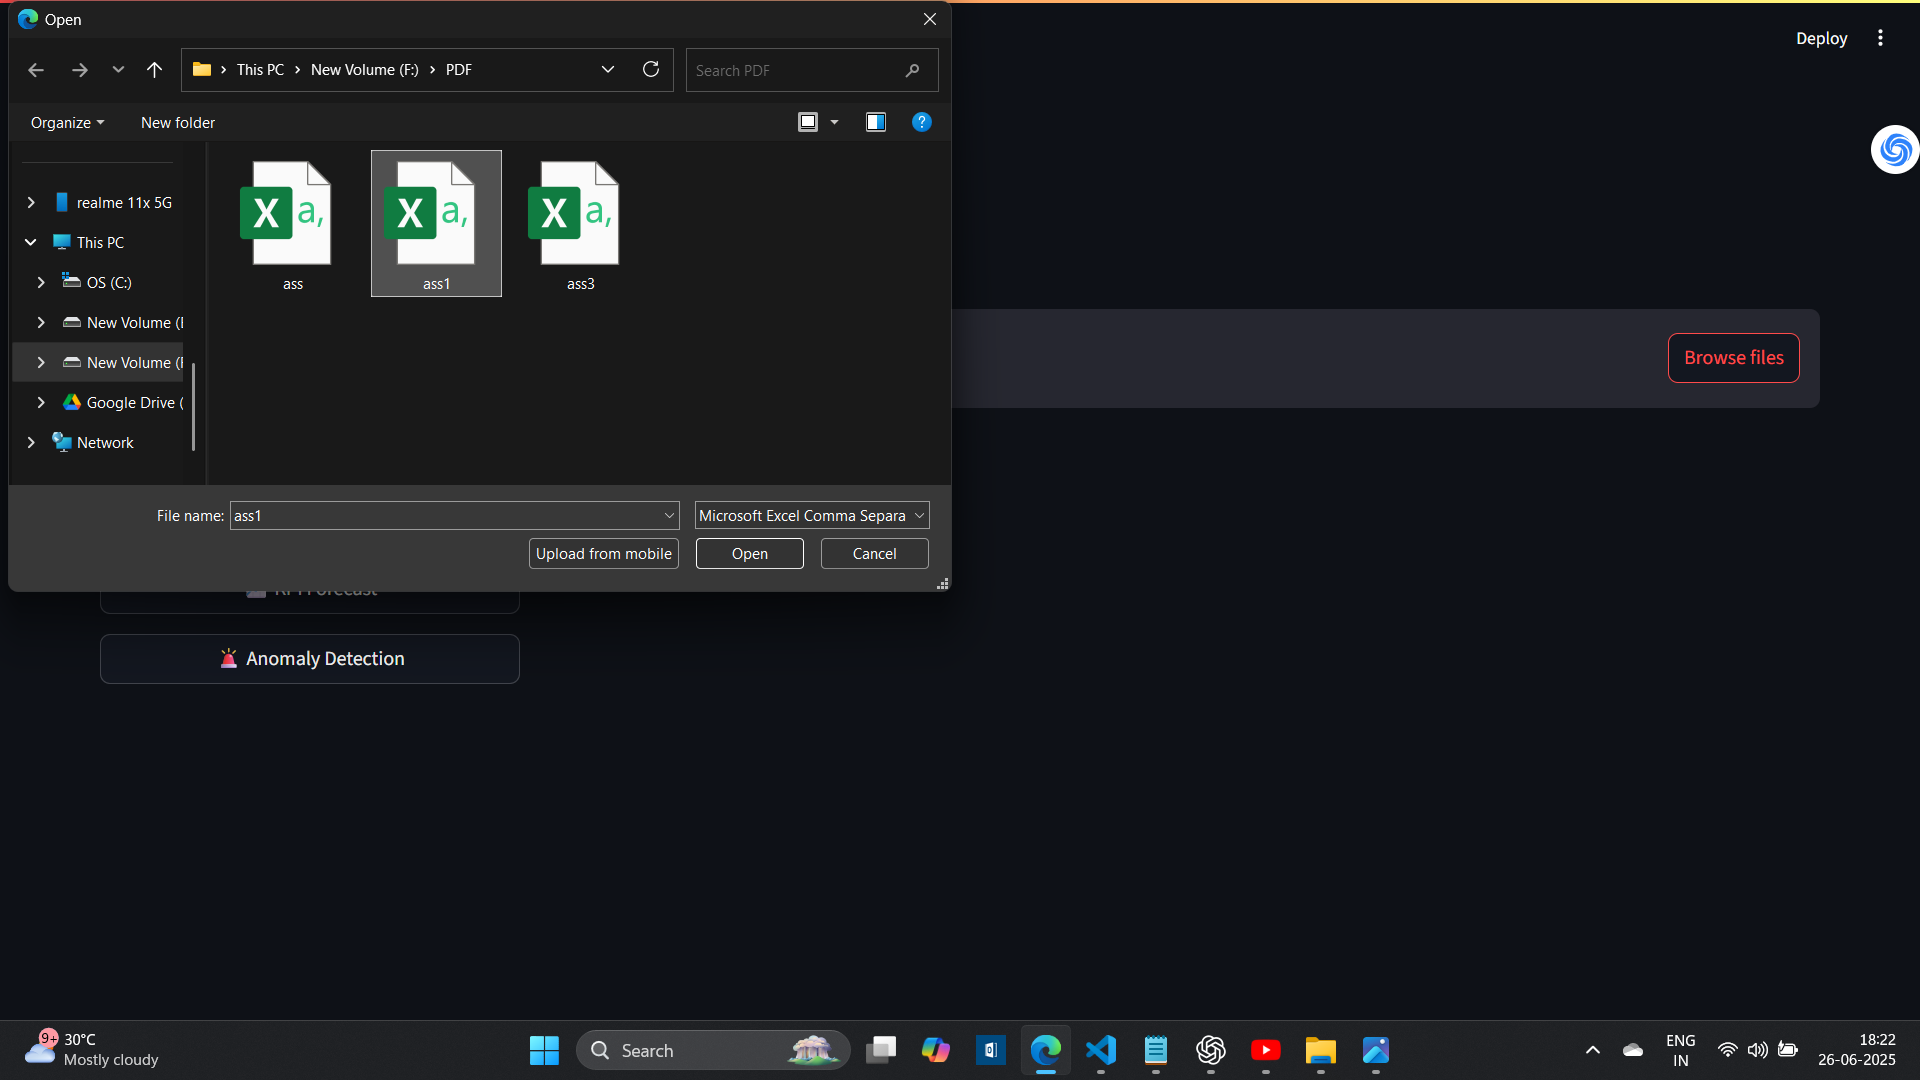 Open
This PC > New Volume (F:) > PDF
Search PDF
Deploy
Organize
New folder
realme 11x 5G
This PC
OS (C:)
New Volume (
New Volume (
Google Drive (
Network
X a,
X a,
X a,
ass
ass1
ass3
Browse files
File name:
ass1
Microsoft Excel Comma Separa
Upload from mobile
Open
Cancel
Anomaly Detection
9+
30°C
Mostly cloudy
Search
ENG
IN
18:22
26-06-2025